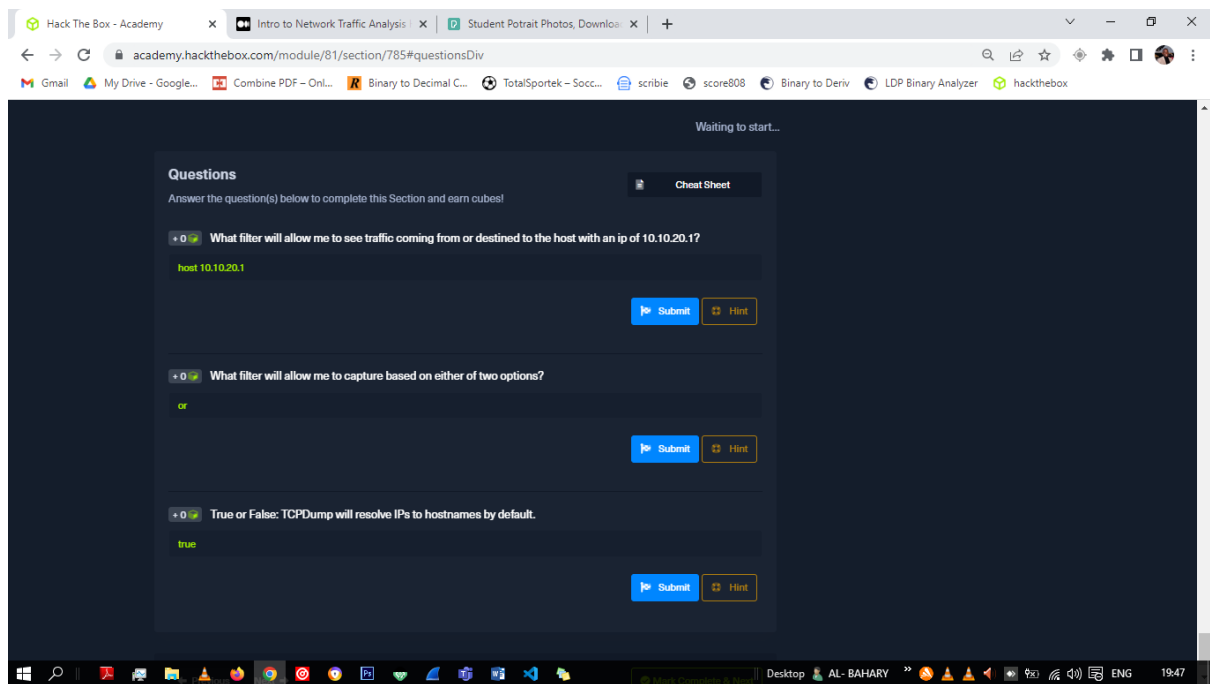 Hack The Box - Academy
Intro to Network Traffic Analysis
Student Potrait Photos, Downloa
academy.hackthebox.com/module/81/section/785#questionsDiv
Gmail My Drive - Google... Combine PDF – Onl... Binary to Decimal C... TotalSportek – Socc... scribie score808 Binary to Deriv LDP Binary Analyzer hackthebox
Waiting to start...
Questions
Cheat Sheet
Answer the question(s) below to complete this Section and earn cubes!
+ 0 What filter will allow me to see traffic coming from or destined to the host with an ip of 10.10.20.1?
host 10.10.20.1
Submit Hint
+ 0 What filter will allow me to capture based on either of two options?
or
Submit Hint
+ 0 True or False: TCPDump will resolve IPs to hostnames by default.
true
Submit Hint
Mark Complete & Next
Desktop AL- BAHARY ENG 19:47